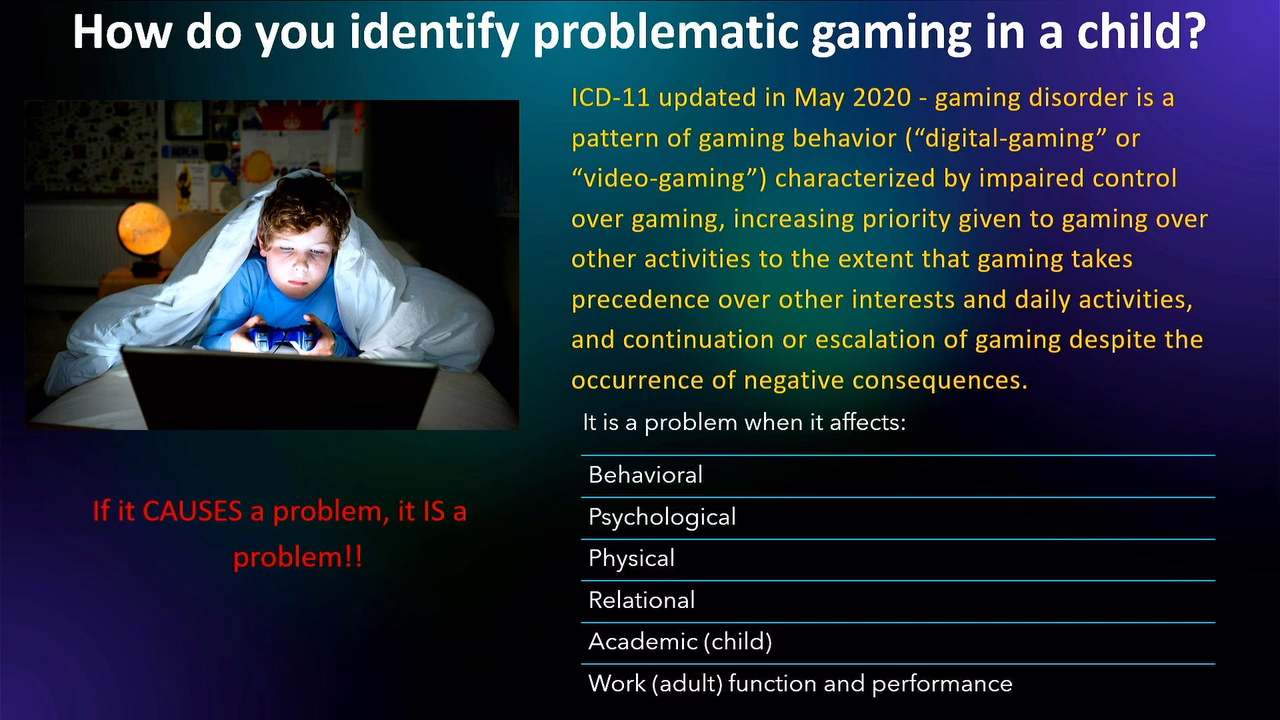 How do you identify problematic gaming in a child?
ICD-11 updated in May 2020 - gaming disorder is a
pattern of gaming behavior (“digital-gaming” or
“video-gaming”) characterized by impaired control
over gaming, increasing priority given to gaming over
other activities to the extent that gaming takes
precedence over other interests and daily activities,
and continuation or escalation of gaming despite the
occurrence of negative consequences.
It is a problem when it affects:
Behavioral
Psychological
Physical
Relational
Academic (child)
Work (adult) function and performance
If it CAUSES a problem, it IS a
problem!!
BERLIN